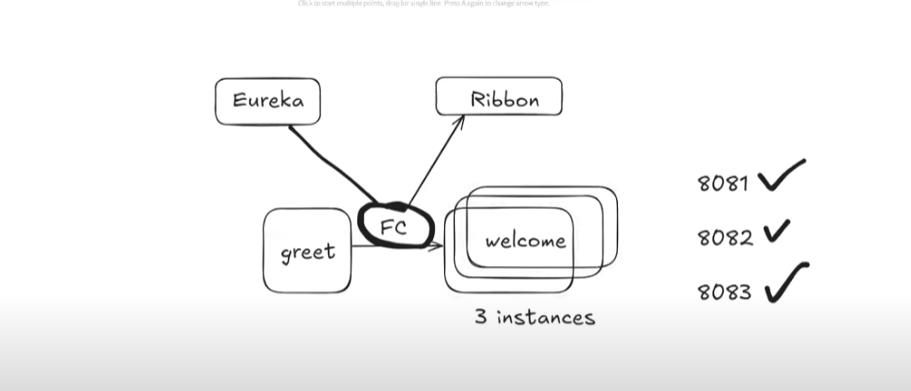 Click to start multiple points, drag for single line. Press A again to change arrow type.
Eureka
Ribbon
FC
greet
welcome
3 instances
8081
8082
8083